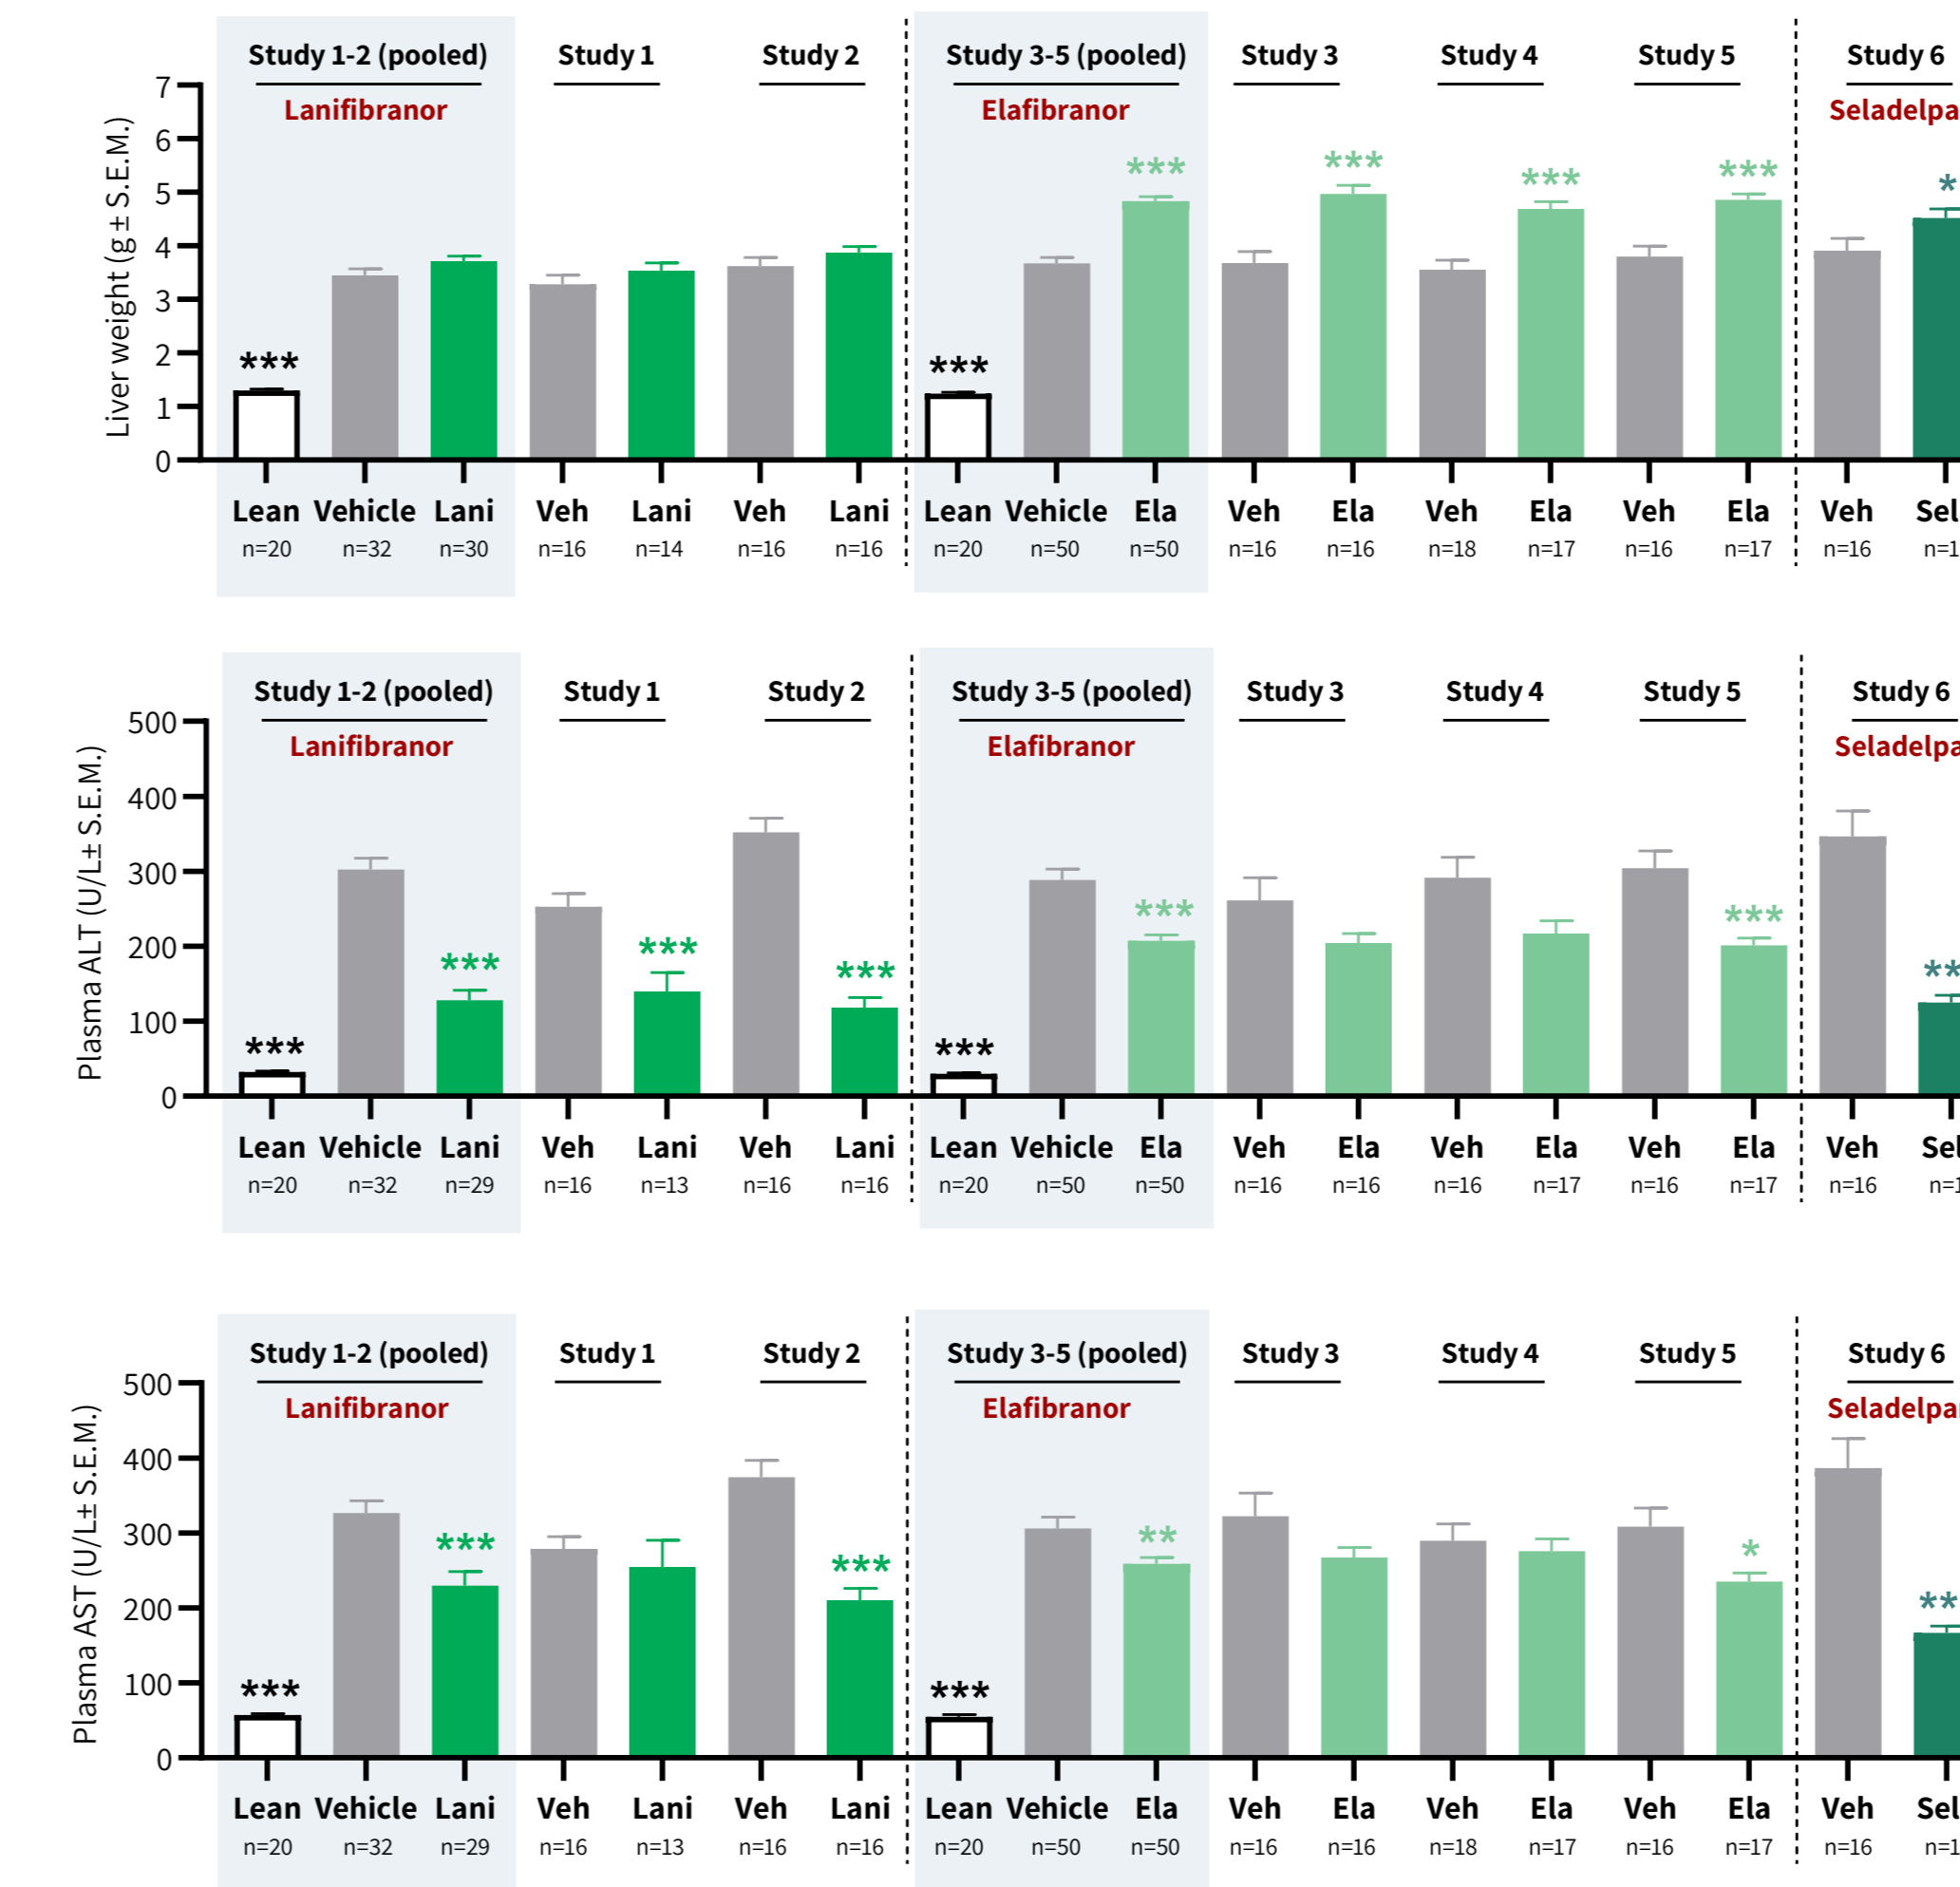 Study 1-2 (pooled) Study 1 Study 2 Study 3-5 (pooled) Study 3 Study 4 Study 5 Study 6
Lanifibranor Elafibranor Seladelpa
Liver weight (g ± S.E.M.)
7
6
5
4
3
2
1
0
*** *** *** *** *** *** *
Lean Vehicle Lani Veh Lani Veh Lani Lean Vehicle Ela Veh Ela Veh Ela Veh Ela Veh Sel
n=20 n=32 n=30 n=16 n=14 n=16 n=16 n=20 n=50 n=50 n=16 n=16 n=18 n=17 n=16 n=17 n=16 n=1
Study 1-2 (pooled) Study 1 Study 2 Study 3-5 (pooled) Study 3 Study 4 Study 5 Study 6
Lanifibranor Elafibranor Seladelpa
Plasma ALT (U/L± S.E.M.)
500
400
300
200
100
0
*** *** *** *** *** *** *** **
Lean Vehicle Lani Veh Lani Veh Lani Lean Vehicle Ela Veh Ela Veh Ela Veh Ela Veh Sel
n=20 n=32 n=29 n=16 n=13 n=16 n=16 n=20 n=50 n=50 n=16 n=16 n=16 n=17 n=16 n=17 n=16 n=1
Study 1-2 (pooled) Study 1 Study 2 Study 3-5 (pooled) Study 3 Study 4 Study 5 Study 6
Lanifibranor Elafibranor Seladelpa
Plasma AST (U/L± S.E.M.)
500
400
300
200
100
0
*** *** *** *** ** * **
Lean Vehicle Lani Veh Lani Veh Lani Lean Vehicle Ela Veh Ela Veh Ela Veh Ela Veh Sel
n=20 n=32 n=29 n=16 n=13 n=16 n=16 n=20 n=50 n=50 n=16 n=16 n=18 n=17 n=16 n=17 n=16 n=1